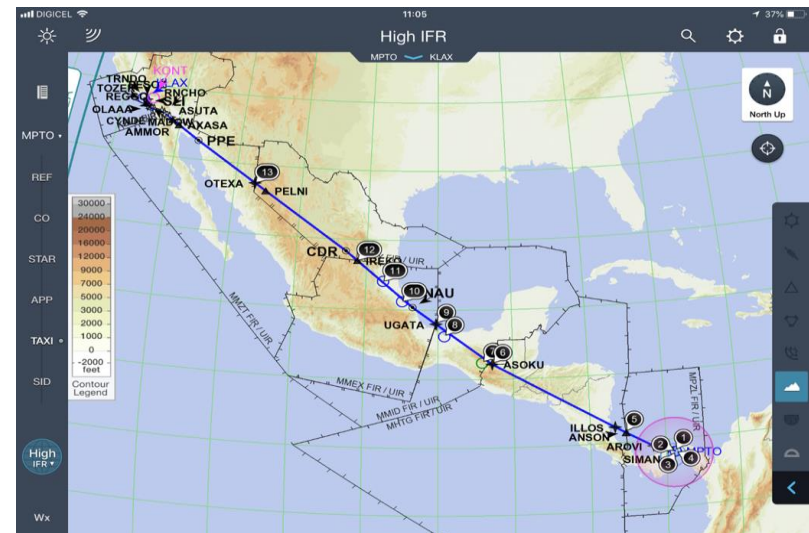 DIGICEL
11:05
37%
High IFR
MPTO KLAX
North Up
N
MPTO
REF
CO
STAR
APP
TAXI
SID
High
IFR
Wx
30000
24000
20000
16000
12000
9000
7000
5000
3000
2000
1000
0
-2000
feet
Contour
Legend
KONT
TRNDO
KLAX
TOZER
RNCHO
OLAAA
ASUTA
CYNDE
MADOW
AXASA
AMMOR
PPE
13
OTEXA
PELNI
12
CDR
IREKO
FIR / UIR
11
10
NAU
9
UGATA
8
7
6
ASOKU
MMZT FIR / UIR
MMEX FIR / UIR
MMID FIR / UIR
MHTG FIR / UIR
MPZL FIR / UIR
5
ILLOS
ANSON
AROVI
2
1
MPTO
SIMAN
3
4